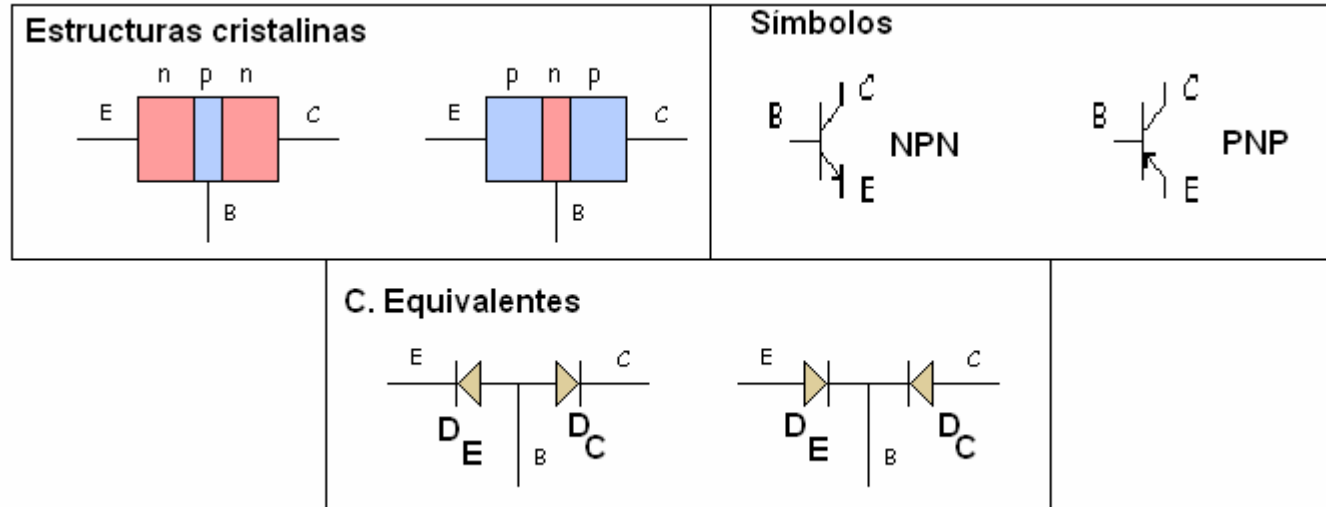 Estructuras cristalinas
n p n
E
C
B
p n p
E
C
B
Símbolos
B
C
NPN
E
B
C
PNP
E
C. Equivalentes
E
C
D E
D C
B
E
C
D E
D C
B